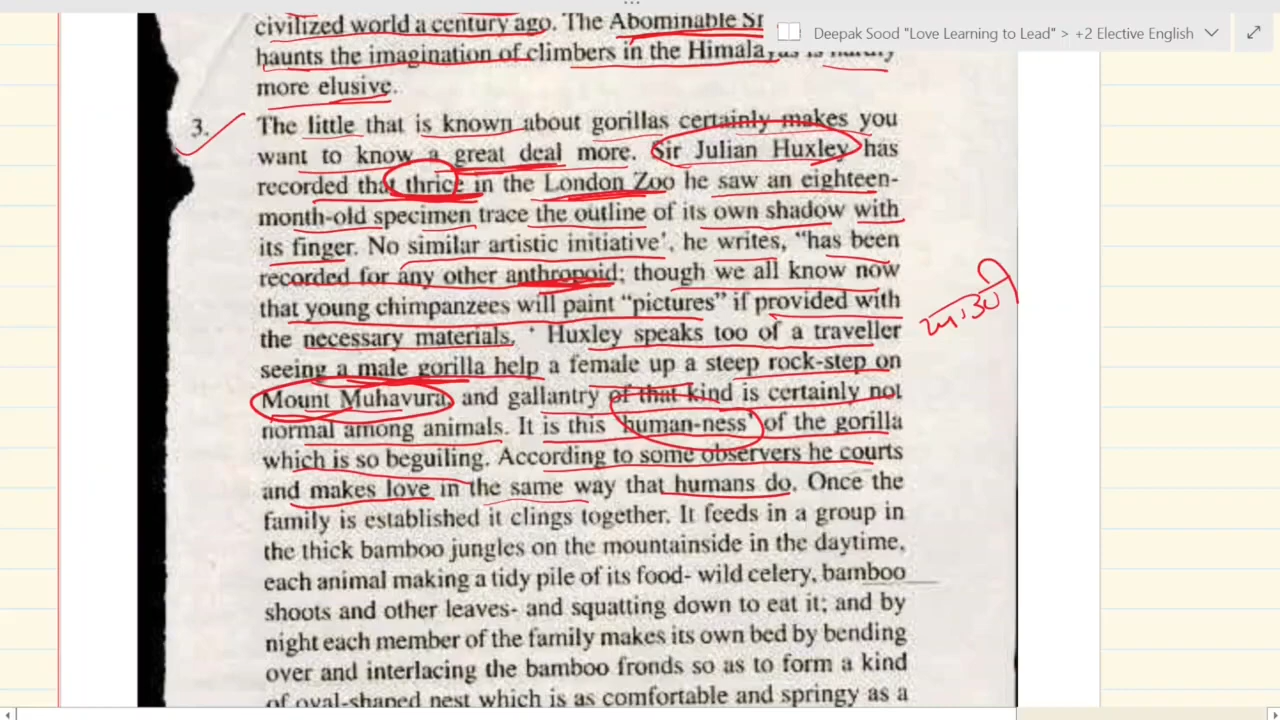 civilized world a century ago. The Abominable
Deepak Sood "Love Learning to Lead" > +2 Elective English
haunts the imagination of climbers in the Himalayas is hardly
more elusive.
3. The little that is known about gorillas certainly makes you
want to know a great deal more. Sir Julian Huxley has
recorded that thrice in the London Zoo he saw an eighteen-
month-old specimen trace the outline of its own shadow with
its finger. No similar artistic initiative', he writes, "has been
recorded for any other anthropoid; though we all know now
that young chimpanzees will paint "pictures" if provided with
the necessary materials. ' Huxley speaks too of a traveller
seeing a male gorilla help a female up a steep rock-step on
Mount Muhavura, and gallantry of that kind is certainly not
normal among animals. It is this 'human-ness' of the gorilla
which is so beguiling. According to some observers he courts
and makes love in the same way that humans do. Once the
family is established it clings together. It feeds in a group in
the thick bamboo jungles on the mountainside in the daytime,
each animal making a tidy pile of its food- wild celery, bamboo
shoots and other leaves- and squatting down to eat it; and by
night each member of the family makes its own bed by bending
over and interlacing the bamboo fronds so as to form a kind
of oval-shaped nest which is as comfortable and springy as a